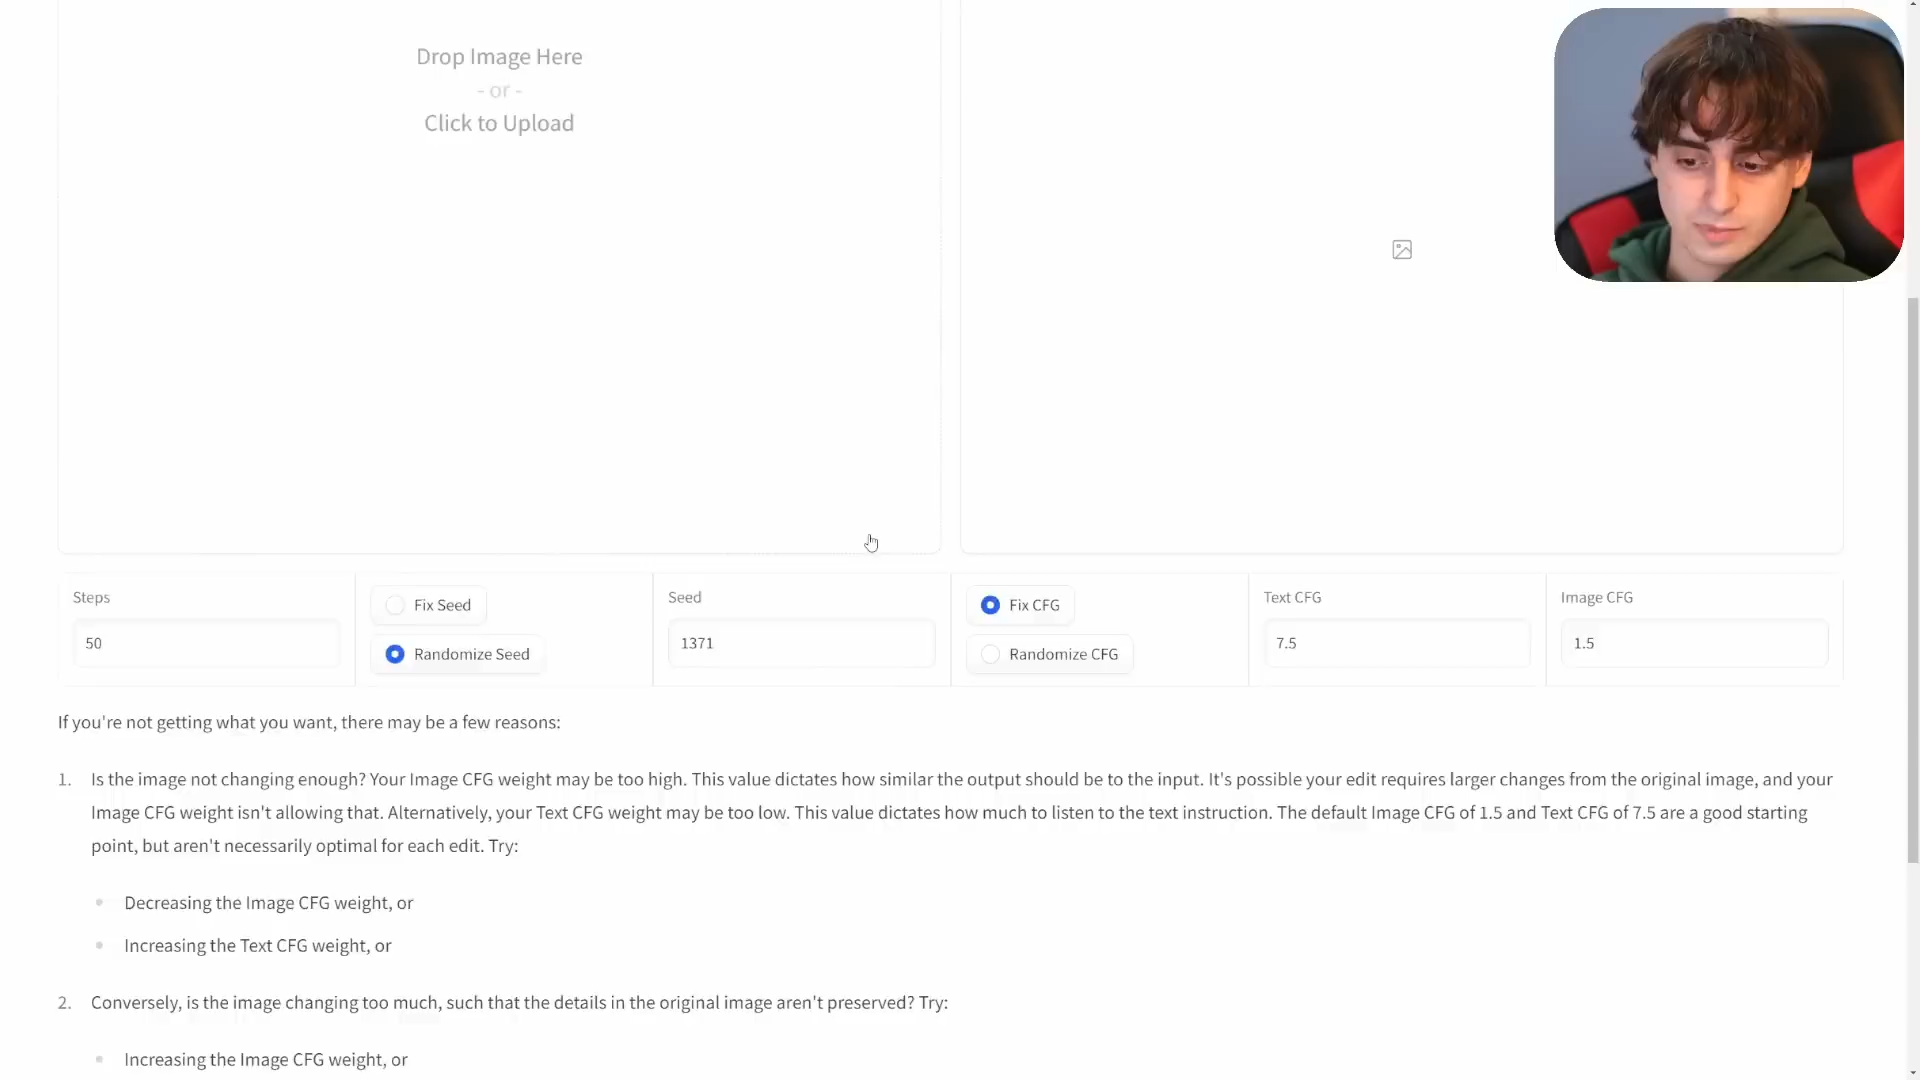 Drop Image Here
- or -
Click to Upload
Steps
50
Fix Seed
Randomize Seed
Seed
1371
Fix CFG
Randomize CFG
Text CFG
7.5
Image CFG
1.5
If you're not getting what you want, there may be a few reasons:
1. Is the image not changing enough? Your Image CFG weight may be too high. This value dictates how similar the output should be to the input. It's possible your edit requires larger changes from the original image, and your
Image CFG weight isn't allowing that. Alternatively, your Text CFG weight may be too low. This value dictates how much to listen to the text instruction. The default Image CFG of 1.5 and Text CFG of 7.5 are a good starting
point, but aren't necessarily optimal for each edit. Try:
Decreasing the Image CFG weight, or
Increasing the Text CFG weight, or
2. Conversely, is the image changing too much, such that the details in the original image aren't preserved? Try:
Increasing the Image CFG weight, or